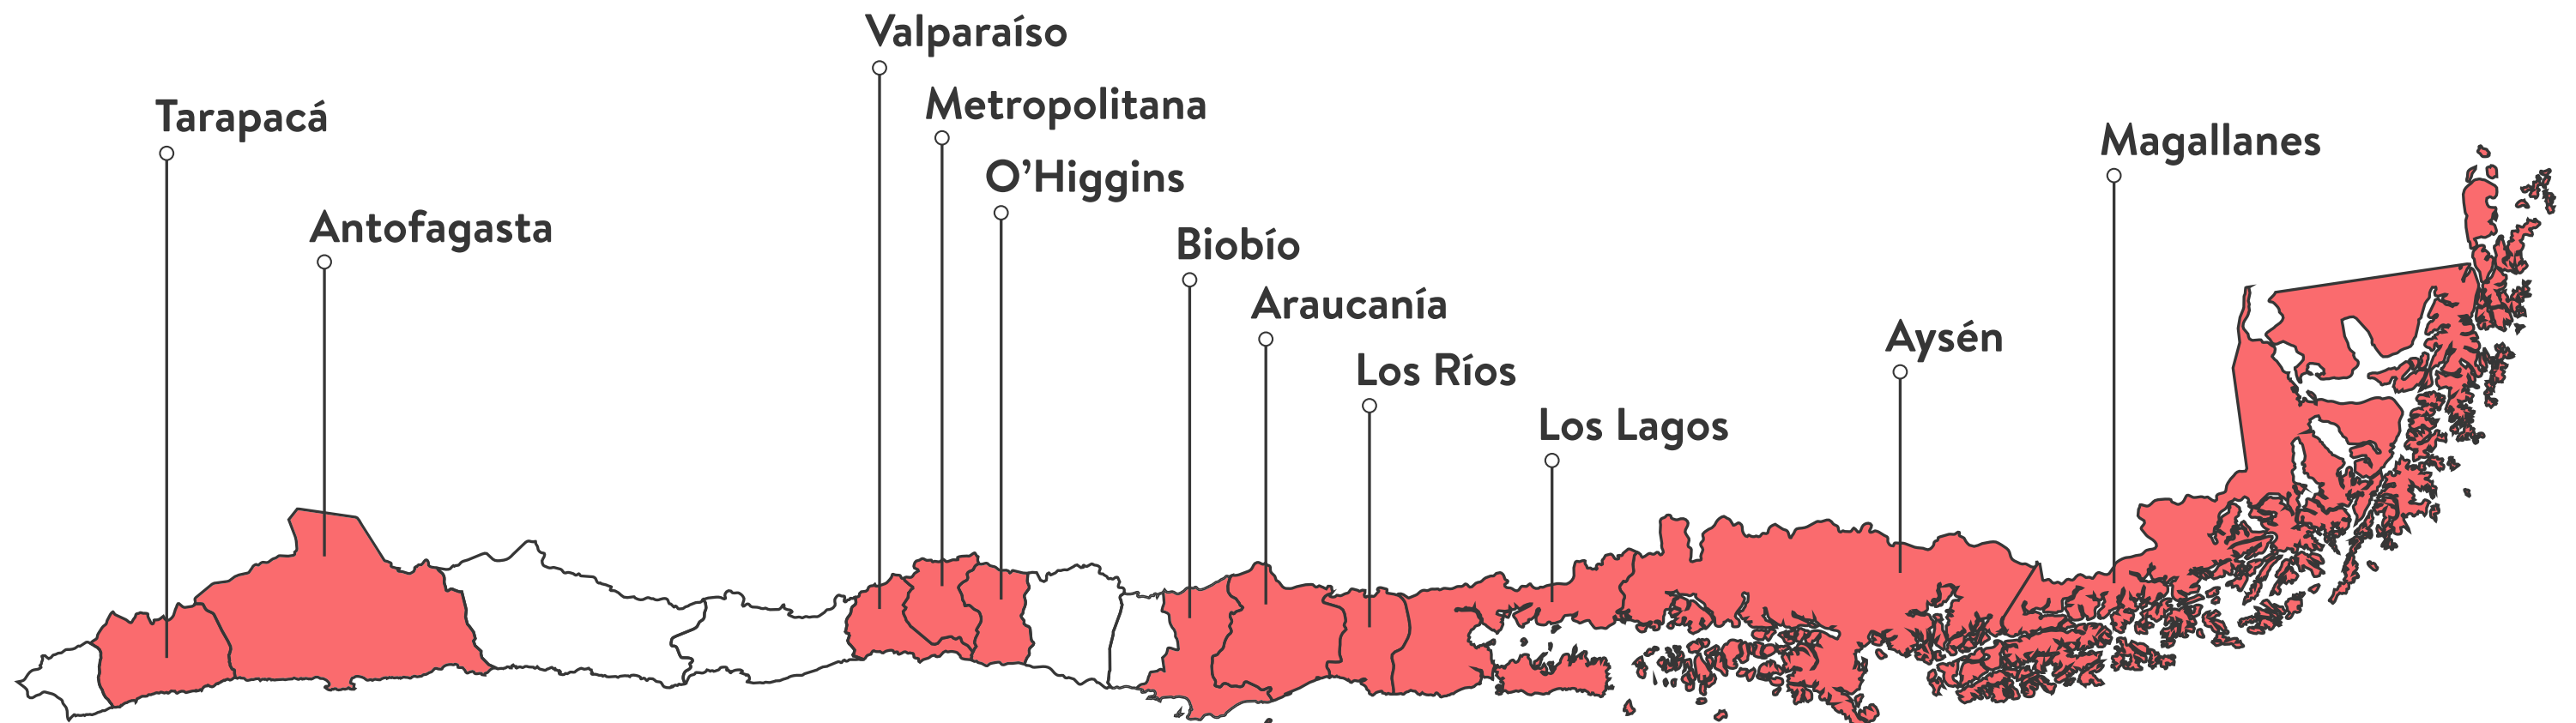 Tarapacá
Antofagasta
Valparaíso
Metropolitana
O’Higgins
Biobío
Araucanía
Los Ríos
Los Lagos
Aysén
Magallanes